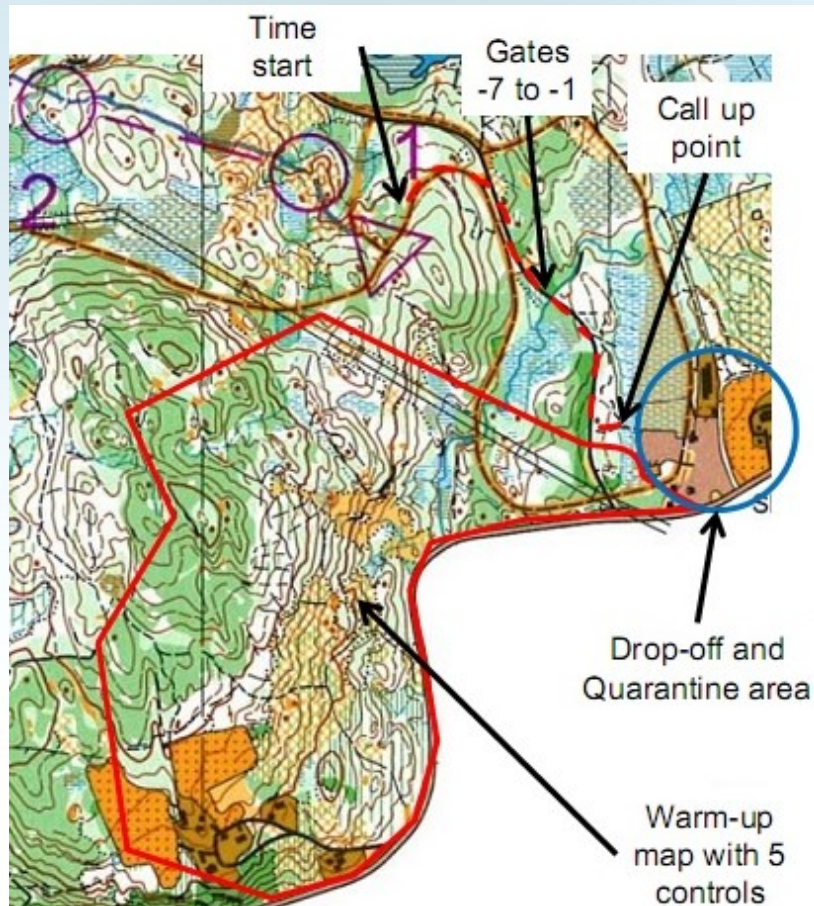 Time
start
Gates
-7 to -1
Call up
point
1
2
S
Drop-off and
Quarantine area
Warm-up
map with 5
controls